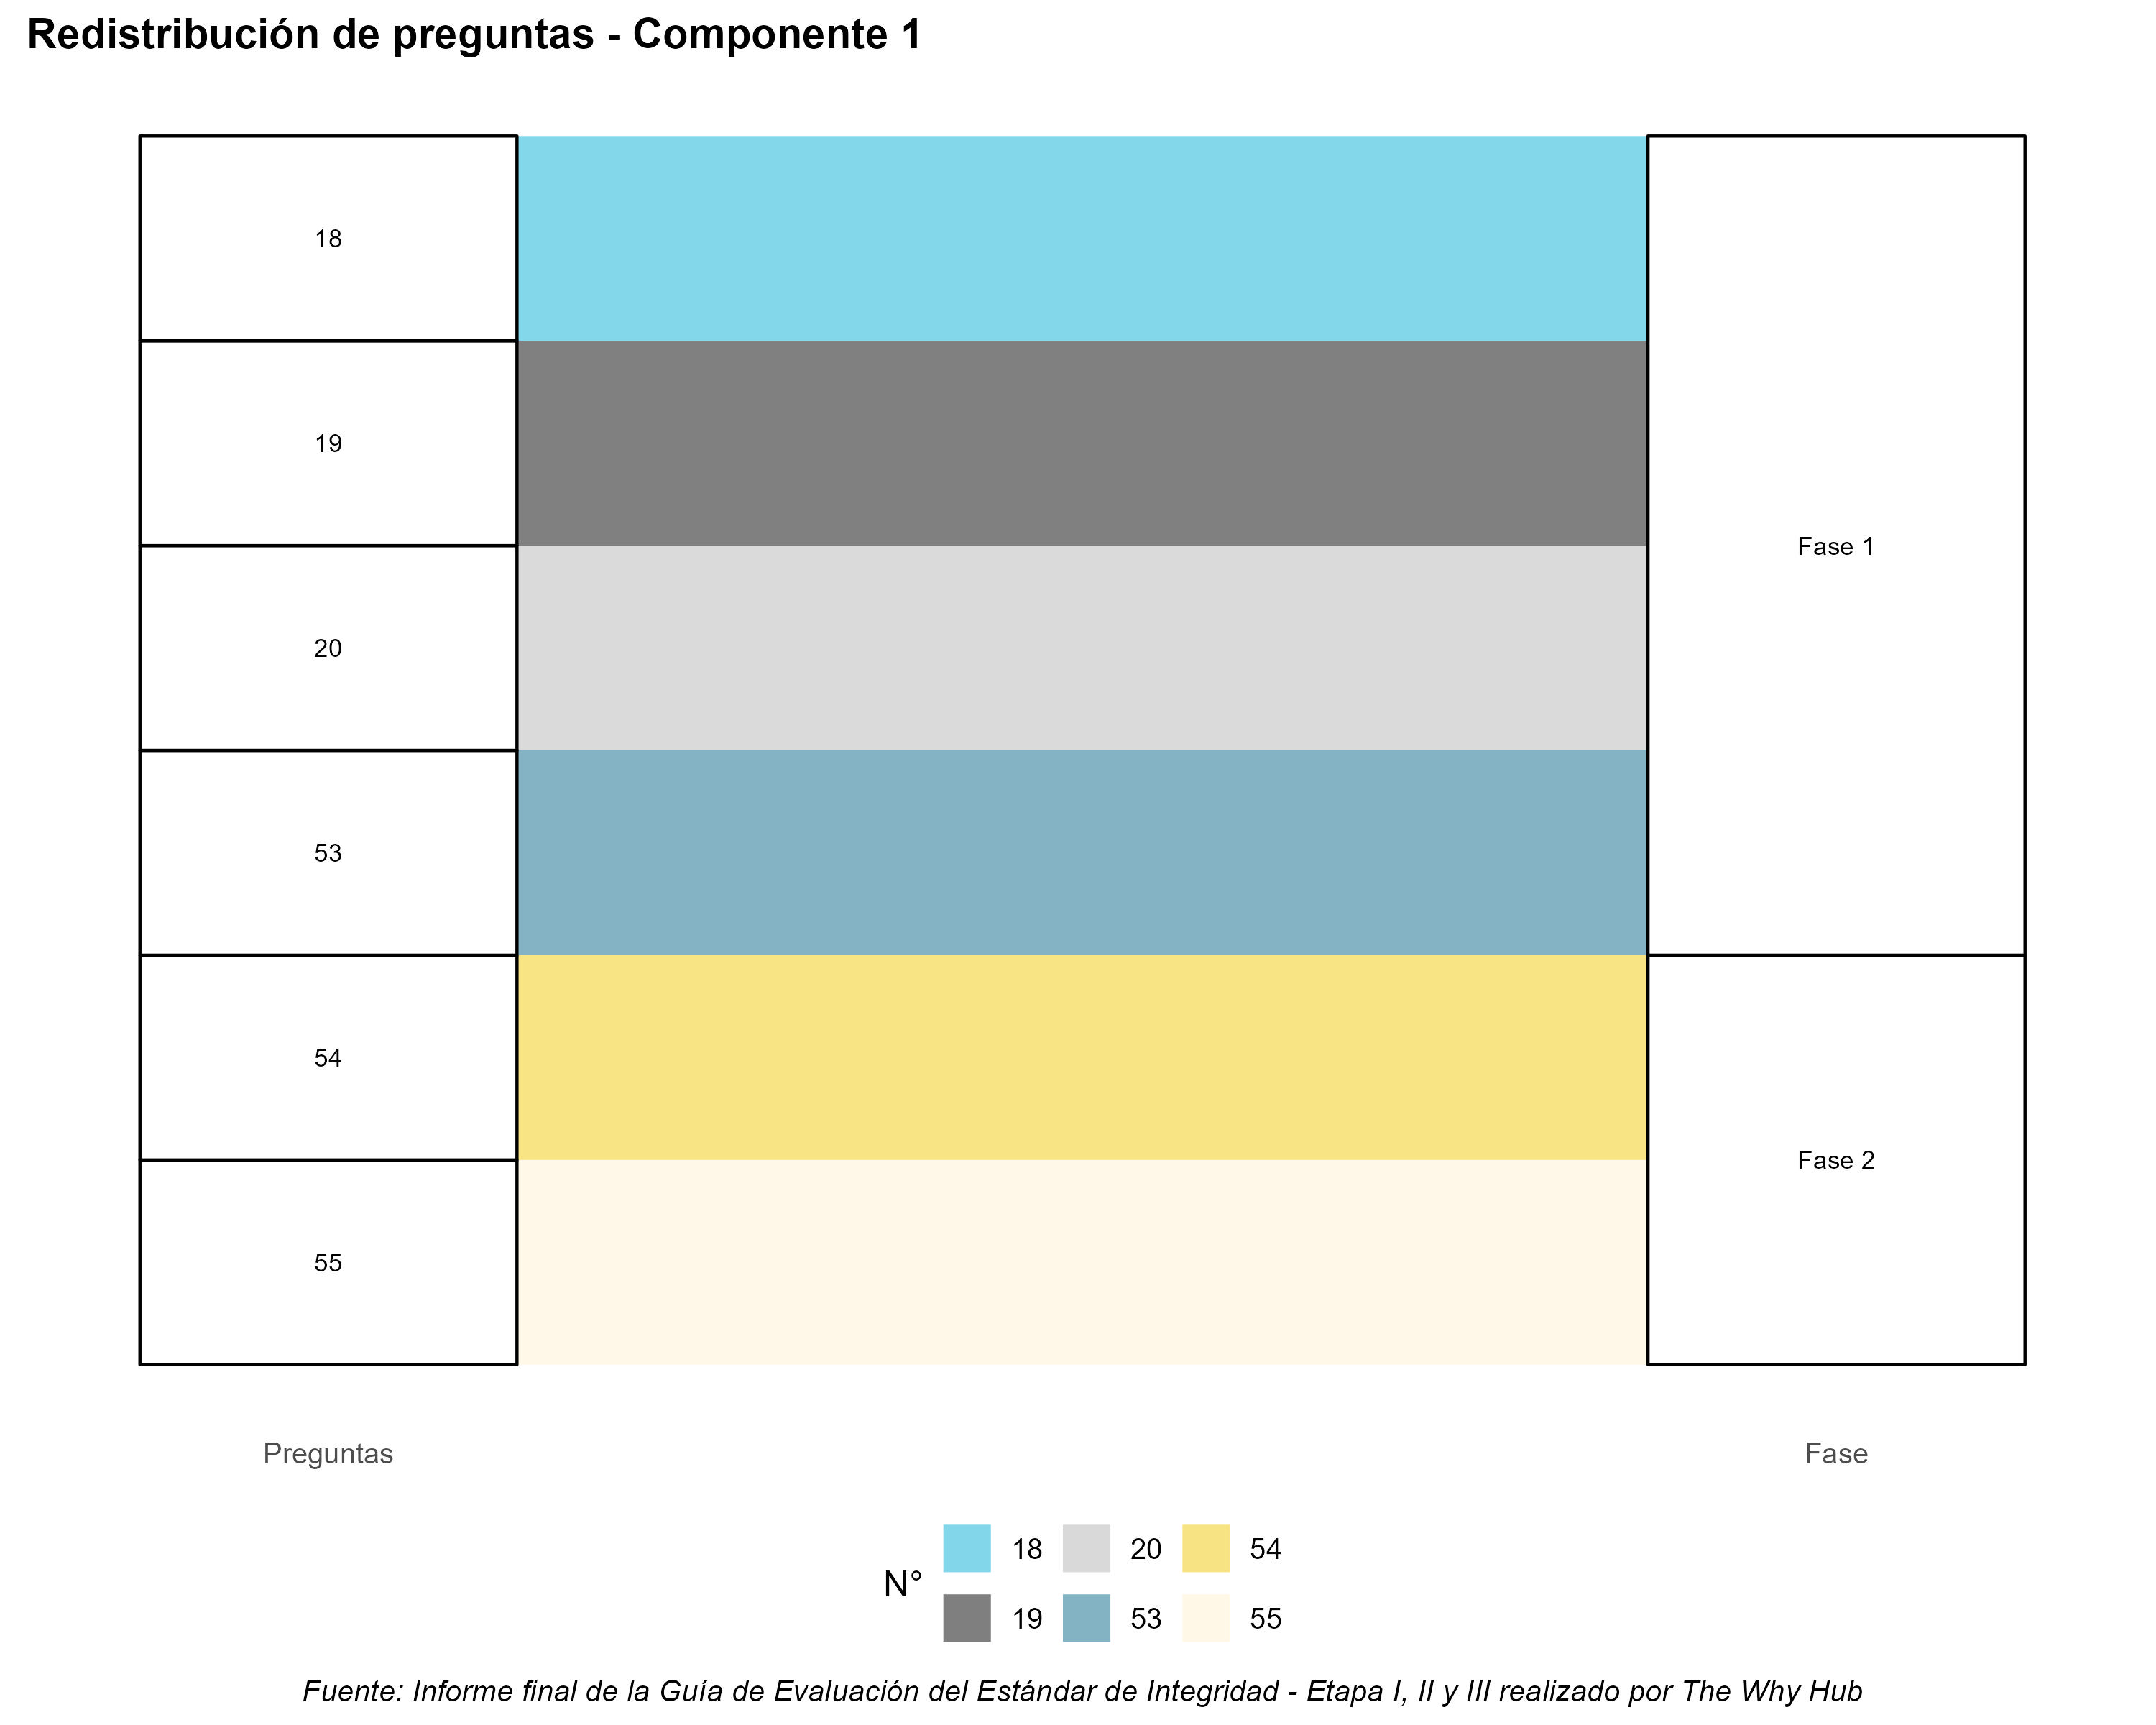 Redistribución de preguntas - Componente 1
18
19
20
53
54
55
Fase 1
Fase 2
Preguntas
Fase
N°
18
20
54
19
53
55
Fuente: Informe final de la Guía de Evaluación del Estándar de Integridad - Etapa I, II y III realizado por The Why Hub